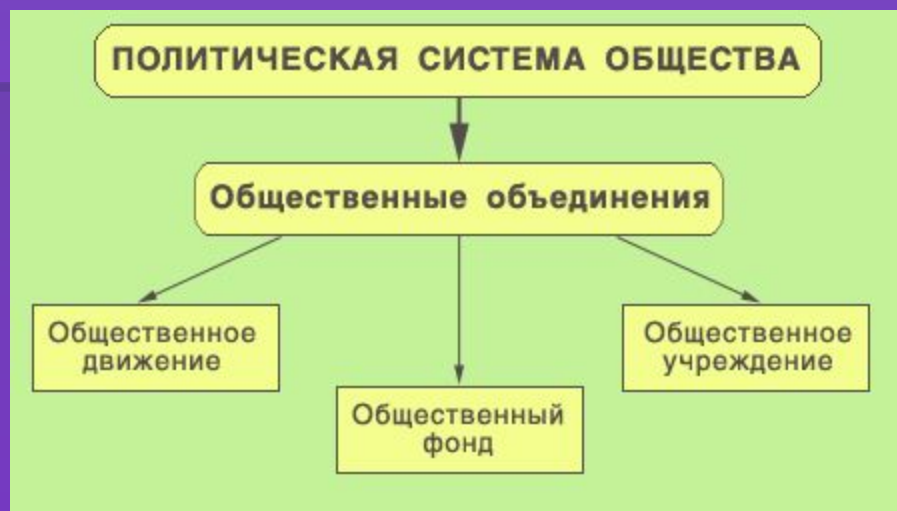 ПОЛИТИЧЕСКАЯ СИСТЕМА ОБЩЕСТВА
Общественные объединения
Общественное
движение
Общественный
фонд
Общественное
учреждение